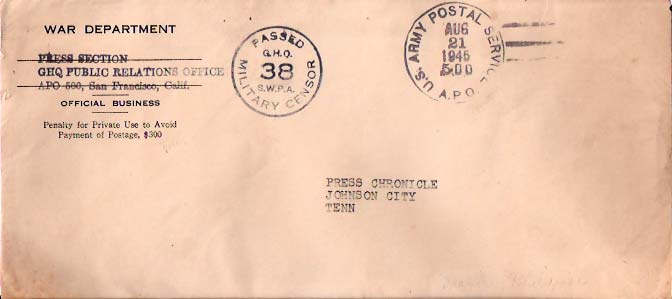 WAR DEPARTMENT
PRESS SECTION
GHQ PUBLIC RELATIONS OFFICE
APO 500, San Francisco, Calif.
OFFICIAL BUSINESS
Penalty for Private Use to Avoid
Payment of Postage, $300
PASSED
G.H.Q.
38
S.W.P.A.
MILITARY CENSOR
U.S. ARMY POSTAL SERVICE
AUG
21
1945
5:00
A.P.O.
PRESS CHRONICLE
JOHNSON CITY
TENN